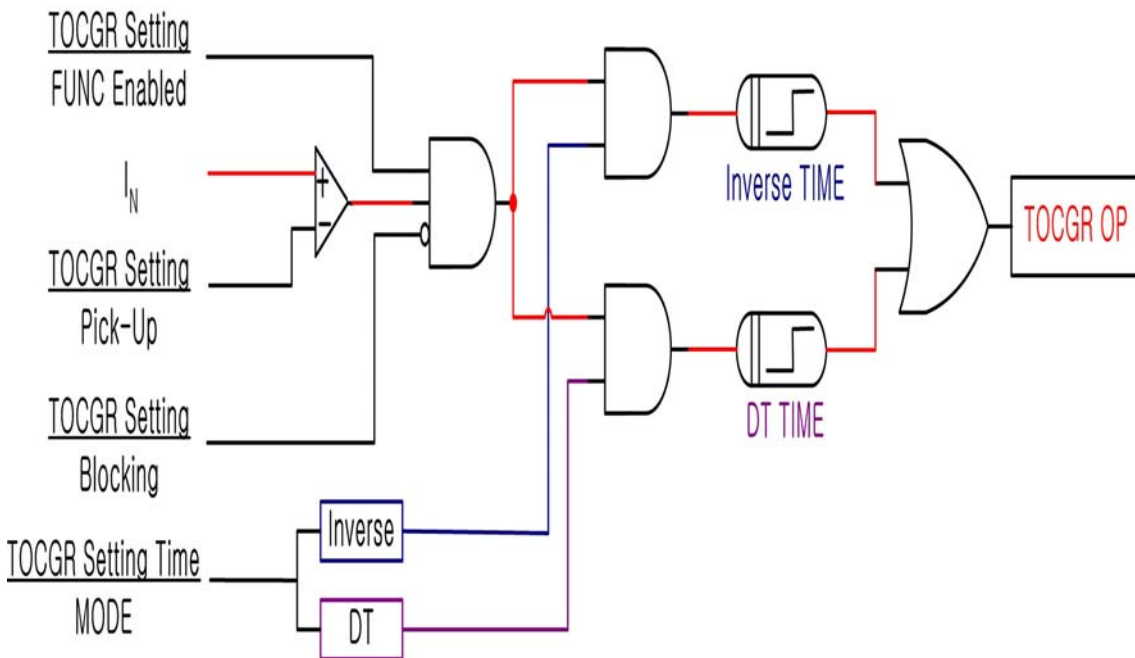 TOCGR Setting
FUNC Enabled
I_N
+
-
TOCGR Setting
Pick-Up
TOCGR Setting
Blocking
TOCGR Setting Time
MODE
Inverse
DT
Inverse TIME
DT TIME
TOCGR OP